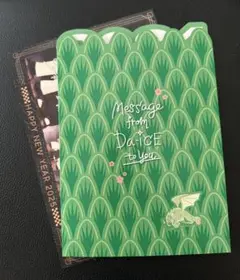 Message
from
Da-iCE
to You
HAPPY NEW YEAR 2025